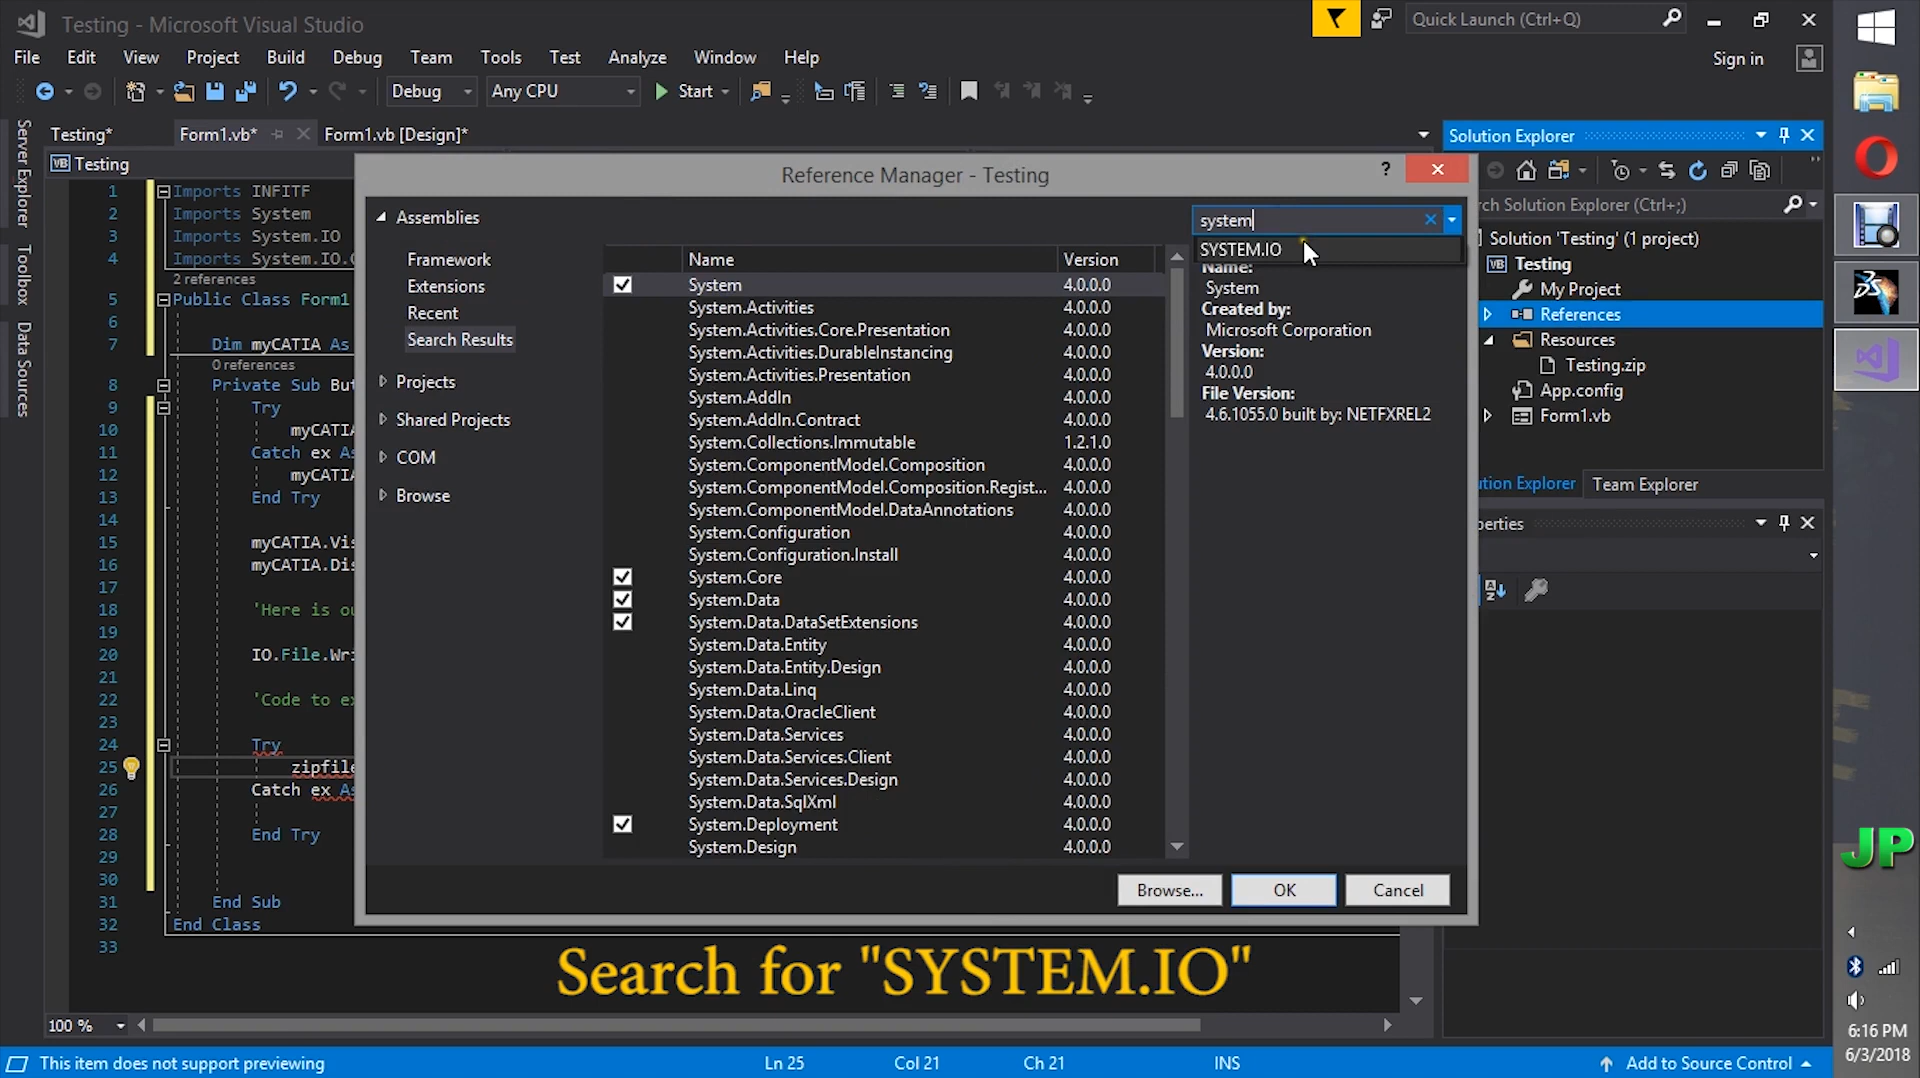 Testing - Microsoft Visual Studio
Quick Launch (Ctrl+Q)
File Edit View Project Build Debug Team Tools Test Analyze Window Help
Sign in
Debug Any CPU Start
Server Explorer
Toolbox
Data Sources
Testing* Form1.vb* Form1.vb [Design]*
VB Testing
1 Imports INFITF
2 Imports System
3 Imports System.IO
4 Imports System.IO.
2 references
5 Public Class Form1
6
7 Dim myCATIA As
0 references
8 Private Sub But
9 Try
10 myCATIA
11 Catch ex As
12 myCATIA
13 End Try
14
15 myCATIA.Vis
16 myCATIA.Dis
17
18 'Here is ou
19
20 IO.File.Wri
21
22 'Code to ex
23
24 Try
25 zipfile
26 Catch ex As
27
28 End Try
29
30
31 End Sub
32 End Class
33
Reference Manager - Testing
?
Assemblies
Framework
Extensions
Recent
Search Results
Projects
Shared Projects
COM
Browse
Name Version
System 4.0.0.0
System.Activities 4.0.0.0
System.Activities.Core.Presentation 4.0.0.0
System.Activities.DurableInstancing 4.0.0.0
System.Activities.Presentation 4.0.0.0
System.AddIn 4.0.0.0
System.AddIn.Contract 4.0.0.0
System.Collections.Immutable 1.2.1.0
System.ComponentModel.Composition 4.0.0.0
System.ComponentModel.Composition.Regist... 4.0.0.0
System.ComponentModel.DataAnnotations 4.0.0.0
System.Configuration 4.0.0.0
System.Configuration.Install 4.0.0.0
System.Core 4.0.0.0
System.Data 4.0.0.0
System.Data.DataSetExtensions 4.0.0.0
System.Data.Entity 4.0.0.0
System.Data.Entity.Design 4.0.0.0
System.Data.Linq 4.0.0.0
System.Data.OracleClient 4.0.0.0
System.Data.Services 4.0.0.0
System.Data.Services.Client 4.0.0.0
System.Data.Services.Design 4.0.0.0
System.Data.SqlXml 4.0.0.0
System.Deployment 4.0.0.0
System.Design 4.0.0.0
system
SYSTEM.IO
Name:
System
Created by:
Microsoft Corporation
Version:
4.0.0.0
File Version:
4.6.1055.0 built by: NETFXREL2
Browse... OK Cancel
Solution Explorer
rch Solution Explorer (Ctrl+;)
Solution 'Testing' (1 project)
VB Testing
My Project
References
Resources
Testing.zip
App.config
Form1.vb
ution Explorer Team Explorer
perties
Search for "SYSTEM.IO"
100 %
This item does not support previewing Ln 25 Col 21 Ch 21 INS Add to Source Control
3DS
JP
6:16 PM
6/3/2018